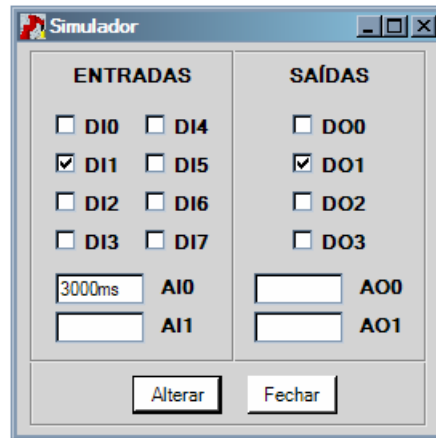 Simulador
ENTRADAS
SAÍDAS
DI0 DI4
DO0
DI1 DI5
DO1
DI2 DI6
DO2
DI3 DI7
DO3
3000ms AI0
AO0
AI1
AO1
Alterar
Fechar